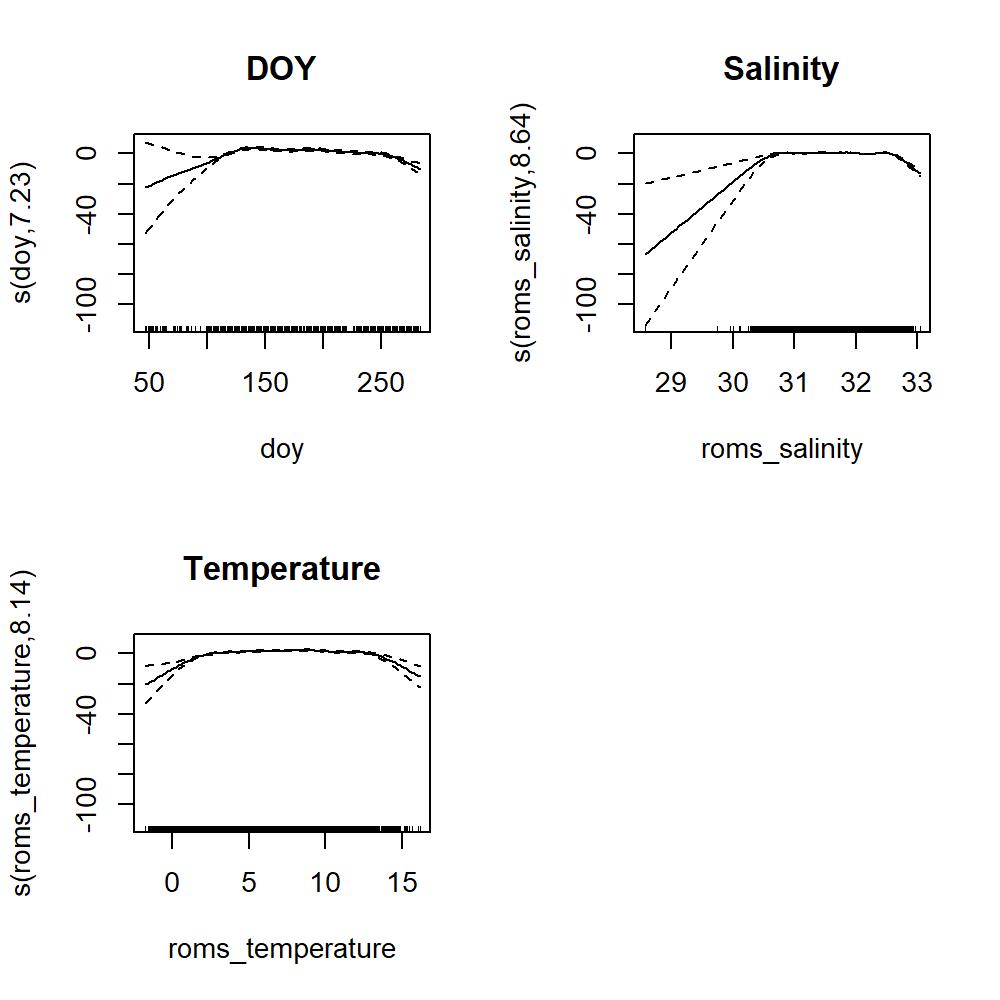 DOY
s(doy,7.23)
0
-40
-100
50 150 250
doy
Salinity
s(roms_salinity,8.64)
0
-40
-100
29 30 31 32 33
roms_salinity
Temperature
s(roms_temperature,8.14)
0
-40
-100
0 5 10 15
roms_temperature